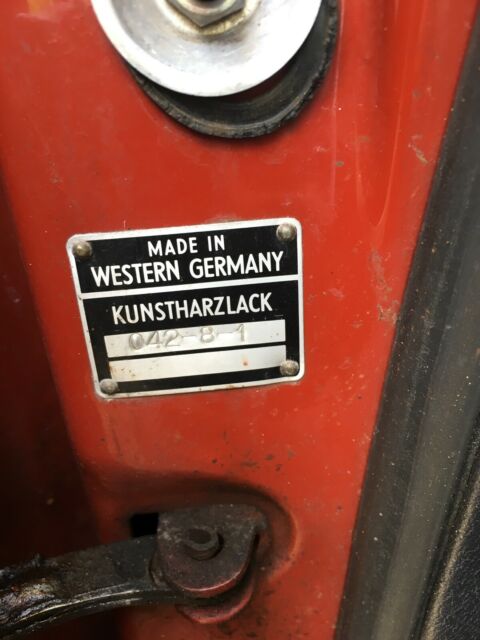 MADE IN
WESTERN GERMANY
KUNSTHARZLACK
042-8-1